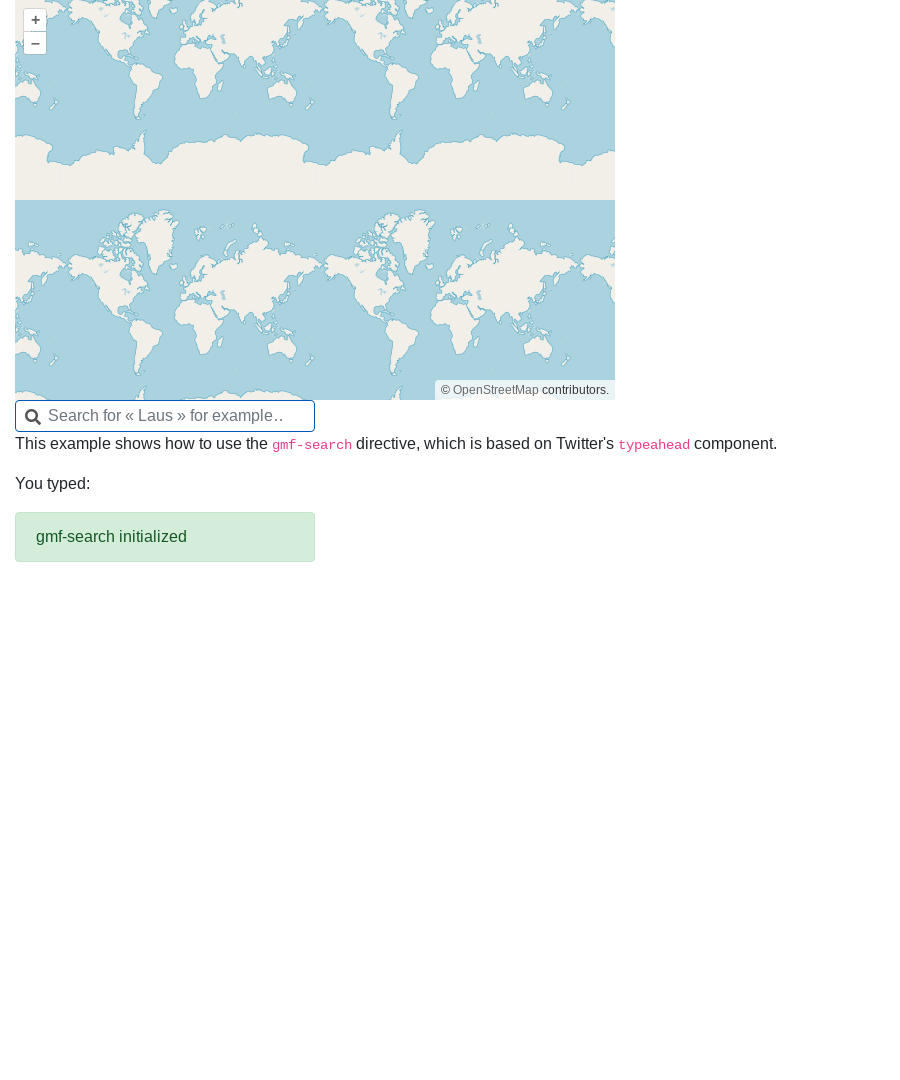 +
−
© OpenStreetMap contributors.
Search for « Laus » for example..
This example shows how to use the gmf-search directive, which is based on Twitter's typeahead component.
You typed:
gmf-search initialized